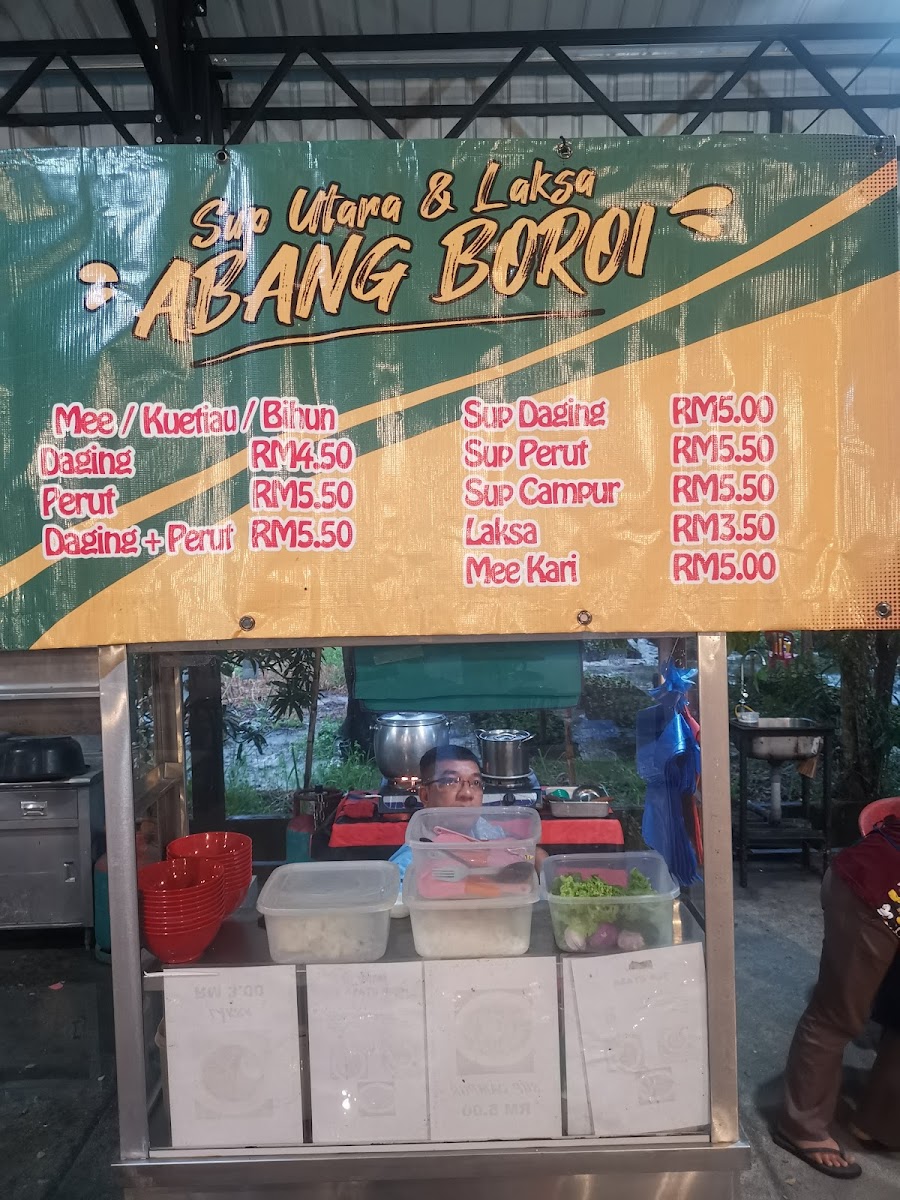 Sup Utara & Laksa
ABANG BOROI
Mee / Kuetiau / Bihun
Daging RM4.50
Perut RM5.50
Daging + Perut RM5.50
Sup Daging RM5.00
Sup Perut RM5.50
Sup Campur RM5.50
Laksa RM3.50
Mee Kari RM5.00